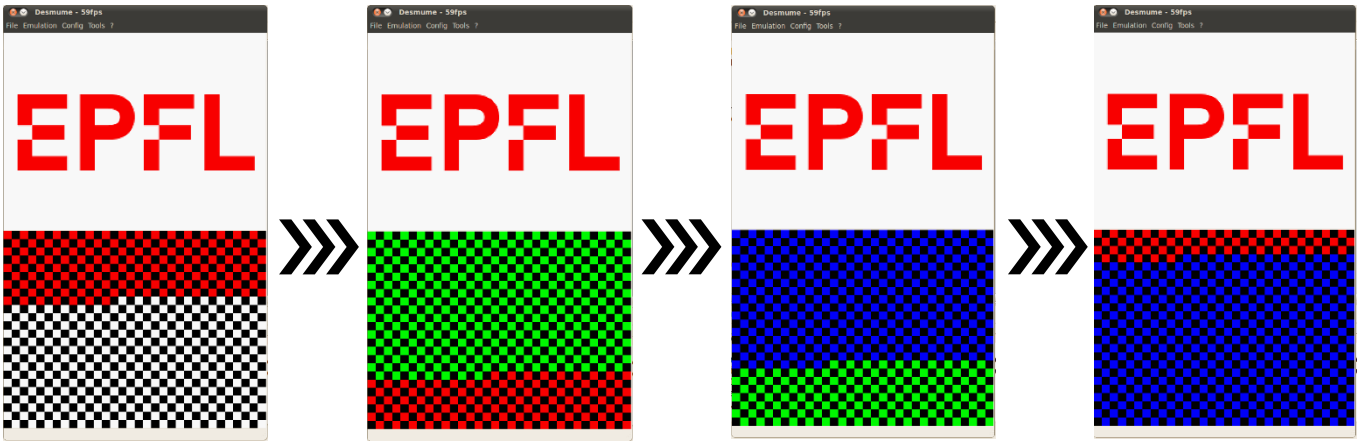 Desmume - 59fps
File Emulation Config Tools ?
EPFL
Desmume - 59fps
File Emulation Config Tools ?
EPFL
Desmume - 59fps
File Emulation Config Tools ?
EPFL
Desmume - 59fps
File Emulation Config Tools ?
EPFL